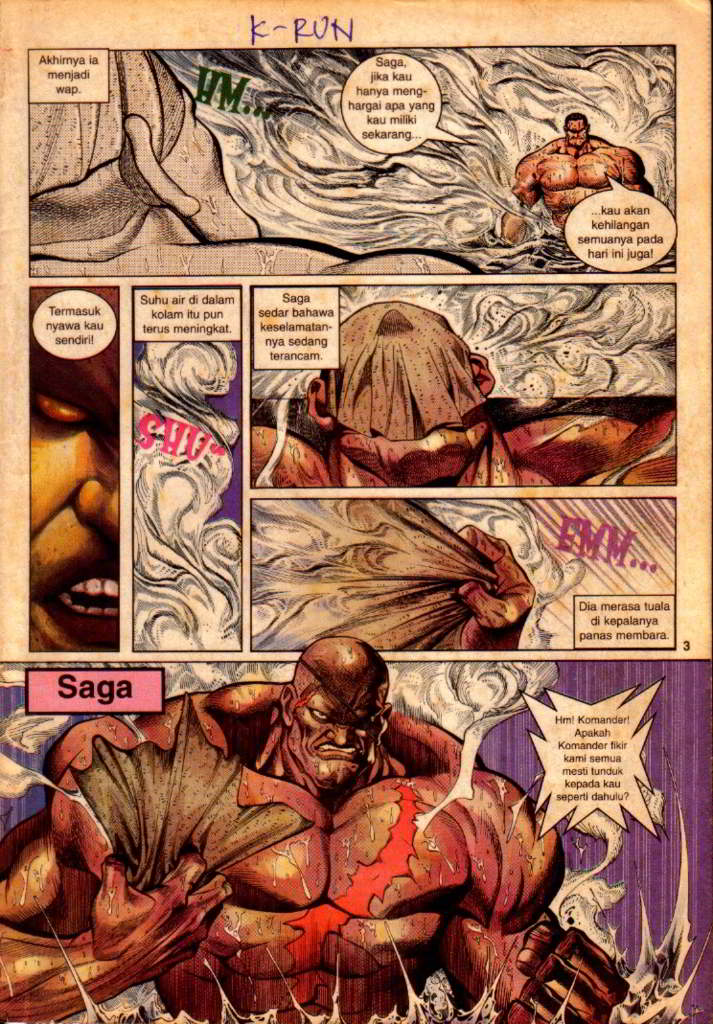 K-RUN
Akhirnya ia
menjadi
wap.
HM...
Saga,
jika kau
hanya meng-
hargai apa yang
kau miliki
sekarang...
...kau akan
kehilangan
semuanya pada
hari ini juga!
Termasuk
nyawa kau
sendiri!
Suhu air di dalam
kolam itu pun
terus meningkat.
SHU~
Saga
sedar bahawa
keselamatan-
nya sedang
terancam.
EMM...
Dia merasa tuala
di kepalanya
panas membara.
3
Saga
Hm! Komander!
Apakah
Komander fikir
kami semua
mesti tunduk
kepada kau
seperti dahulu?